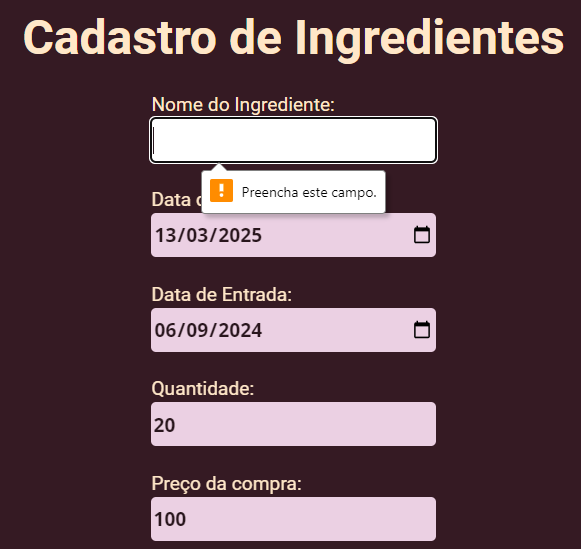 Cadastro de Ingredientes
Nome do Ingrediente:
Preencha este campo.
Data
13/03/2025
Data de Entrada:
06/09/2024
Quantidade:
20
Preço da compra:
100